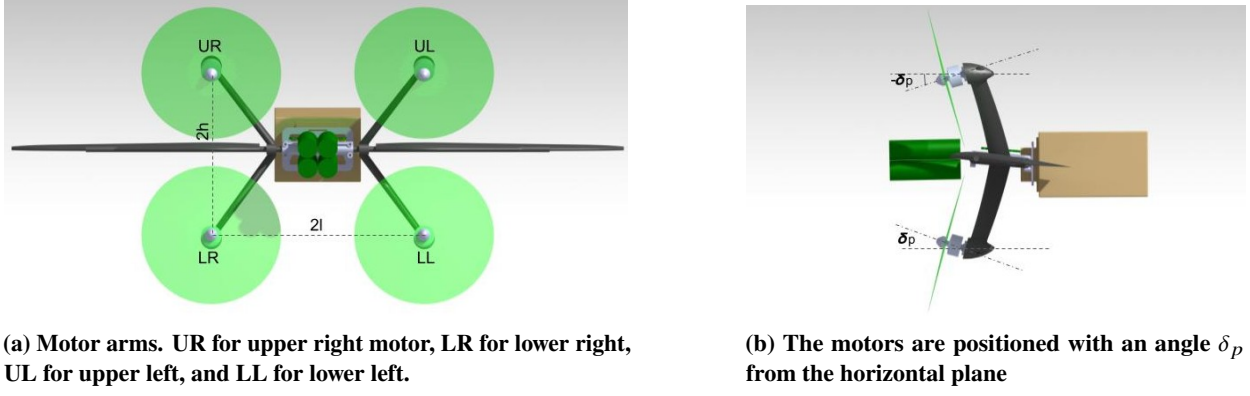 UR
UL
2h
2l
LR
LL
-δp
δp
(a) Motor arms. UR for upper right motor, LR for lower right,
UL for upper left, and LL for lower left.
(b) The motors are positioned with an angle δp
from the horizontal plane